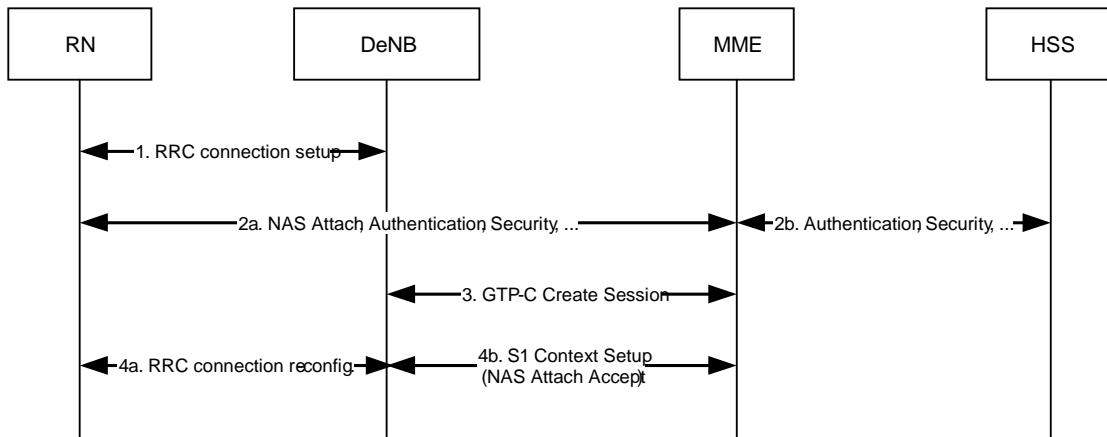 RN
DeNB
MME
HSS
1. RRC connection setup
2a. NAS Attach, Authentication, Security, ...
2b. Authentication, Security, ...
3. GTP-C Create Session
4a. RRC connection reconfig.
4b. S1 Context Setup
(NAS Attach Accept)